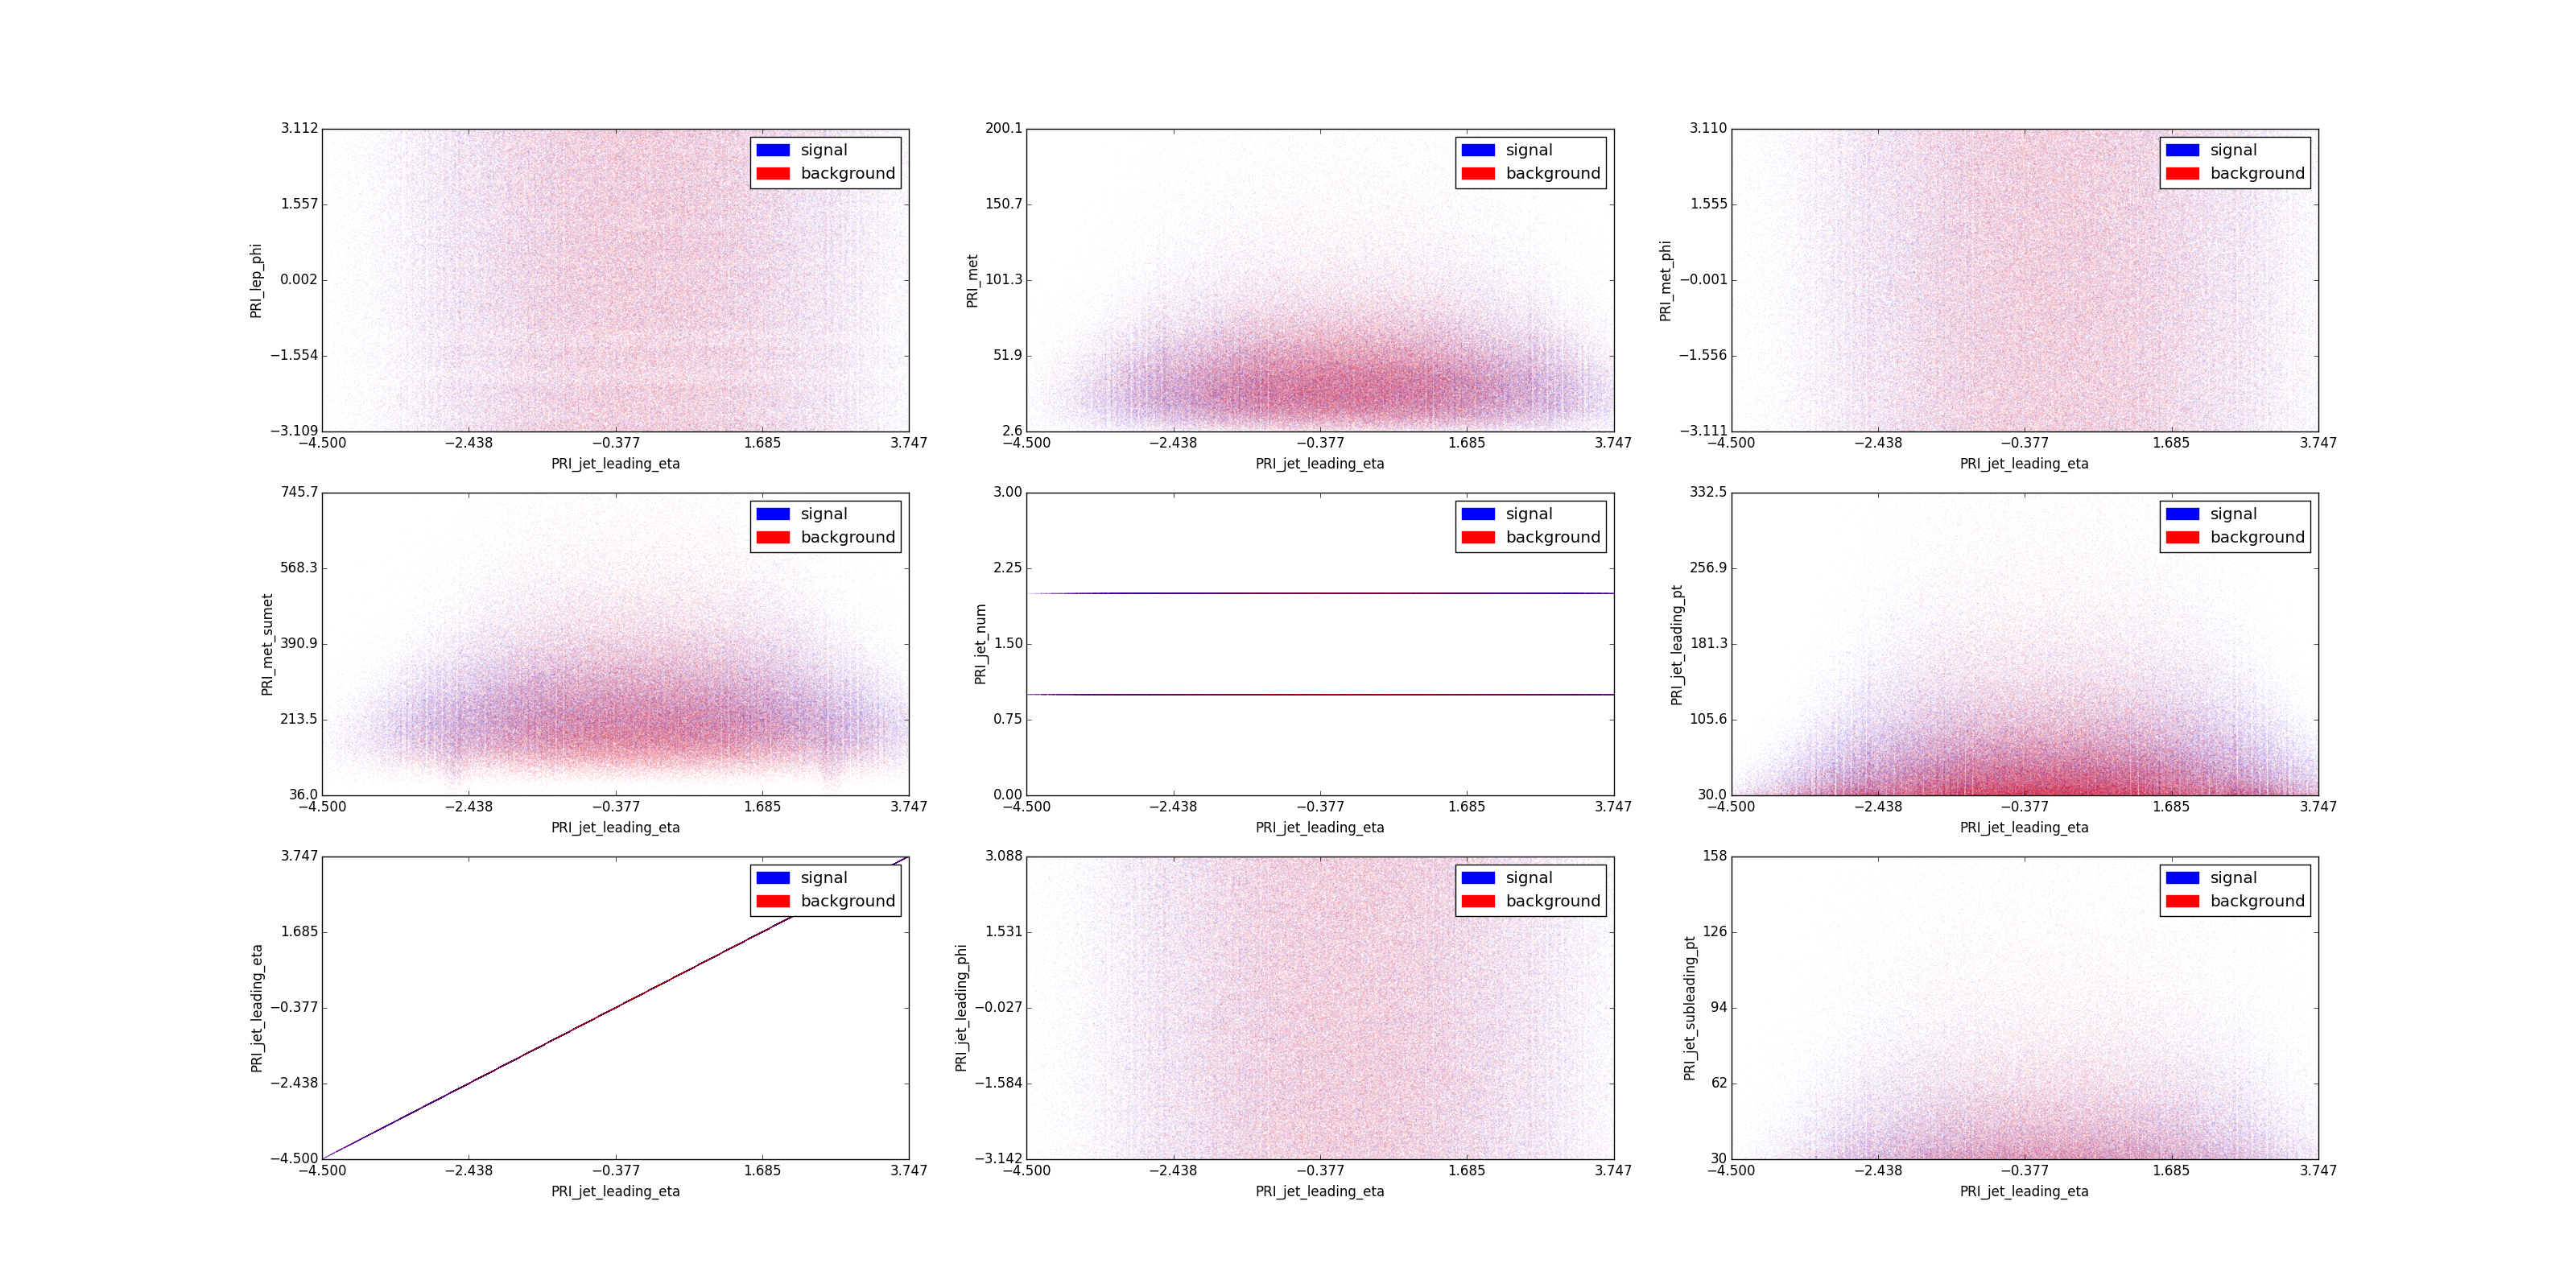 3.112
1.557
0.002
−1.554
−3.109
PRI_lep_phi
signal
background
−4.500 −2.438 −0.377 1.685 3.747
PRI_jet_leading_eta
200.1
150.7
101.3
51.9
2.6
PRI_met
signal
background
−4.500 −2.438 −0.377 1.685 3.747
PRI_jet_leading_eta
3.110
1.555
−0.001
−1.556
−3.111
PRI_met_phi
signal
background
−4.500 −2.438 −0.377 1.685 3.747
PRI_jet_leading_eta
745.7
568.3
390.9
213.5
36.0
PRI_met_sumet
signal
background
−4.500 −2.438 −0.377 1.685 3.747
PRI_jet_leading_eta
3.00
2.25
1.50
0.75
0.00
PRI_jet_num
signal
background
−4.500 −2.438 −0.377 1.685 3.747
PRI_jet_leading_eta
332.5
256.9
181.3
105.6
30.0
PRI_jet_leading_pt
signal
background
−4.500 −2.438 −0.377 1.685 3.747
PRI_jet_leading_eta
3.747
1.685
−0.377
−2.438
−4.500
PRI_jet_leading_eta
signal
background
−4.500 −2.438 −0.377 1.685 3.747
PRI_jet_leading_eta
3.088
1.531
−0.027
−1.584
−3.142
PRI_jet_leading_phi
signal
background
−4.500 −2.438 −0.377 1.685 3.747
PRI_jet_leading_eta
158
126
94
62
30
PRI_jet_subleading_pt
signal
background
−4.500 −2.438 −0.377 1.685 3.747
PRI_jet_leading_eta